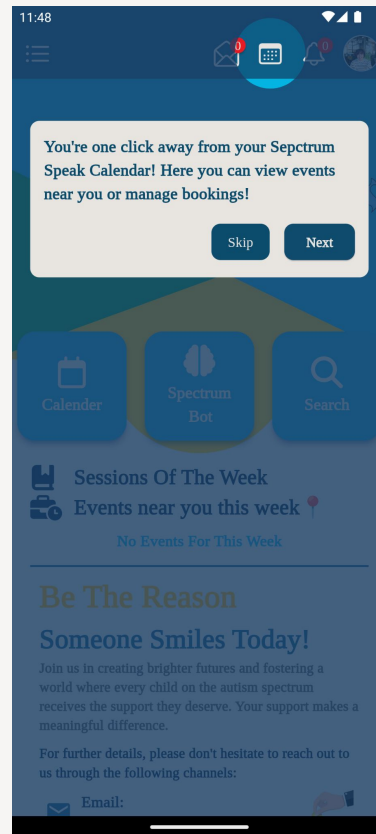 11:48
0
0
You're one click away from your Sepctrum
Speak Calendar! Here you can view events
near you or manage bookings!
Skip
Next
Calender
Spectrum
Bot
Search
Sessions Of The Week
Events near you this week
No Events For This Week
Be The Reason
Someone Smiles Today!
Join us in creating brighter futures and fostering a
world where every child on the autism spectrum
receives the support they deserve. Your support makes a
meaningful difference.
For further details, please don't hesitate to reach out to
us through the following channels:
Email: